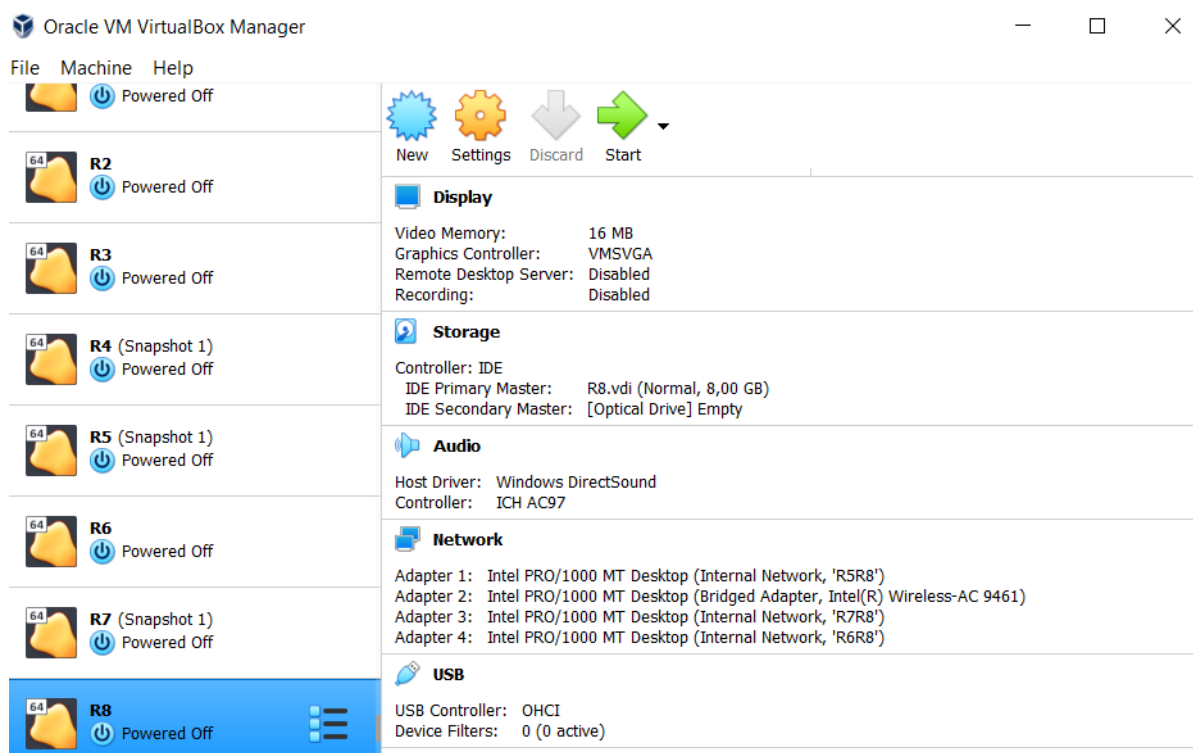 Oracle VM VirtualBox Manager
File Machine Help
Powered Off
64 R2
Powered Off
64 R3
Powered Off
64 R4 (Snapshot 1)
Powered Off
64 R5 (Snapshot 1)
Powered Off
64 R6
Powered Off
64 R7 (Snapshot 1)
Powered Off
64 R8
Powered Off
New Settings Discard Start
Display
Video Memory: 16 MB
Graphics Controller: VMSVGA
Remote Desktop Server: Disabled
Recording: Disabled
Storage
Controller: IDE
IDE Primary Master: R8.vdi (Normal, 8,00 GB)
IDE Secondary Master: [Optical Drive] Empty
Audio
Host Driver: Windows DirectSound
Controller: ICH AC97
Network
Adapter 1: Intel PRO/1000 MT Desktop (Internal Network, 'R5R8')
Adapter 2: Intel PRO/1000 MT Desktop (Bridged Adapter, Intel(R) Wireless-AC 9461)
Adapter 3: Intel PRO/1000 MT Desktop (Internal Network, 'R7R8')
Adapter 4: Intel PRO/1000 MT Desktop (Internal Network, 'R6R8')
USB
USB Controller: OHCI
Device Filters: 0 (0 active)